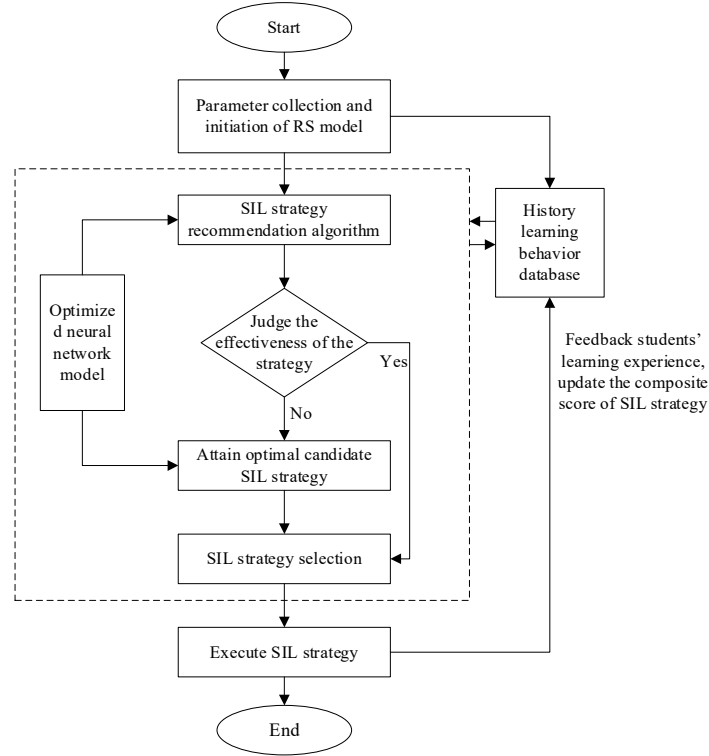 Start
Parameter collection and
initiation of RS model
SIL strategy
recommendation algorithm
History
learning
behavior
database
Optimize
d neural
network
model
Judge the
effectiveness of the
strategy
Yes
No
Feedback students’
learning experience,
update the composite
score of SIL strategy
Attain optimal candidate
SIL strategy
SIL strategy selection
Execute SIL strategy
End